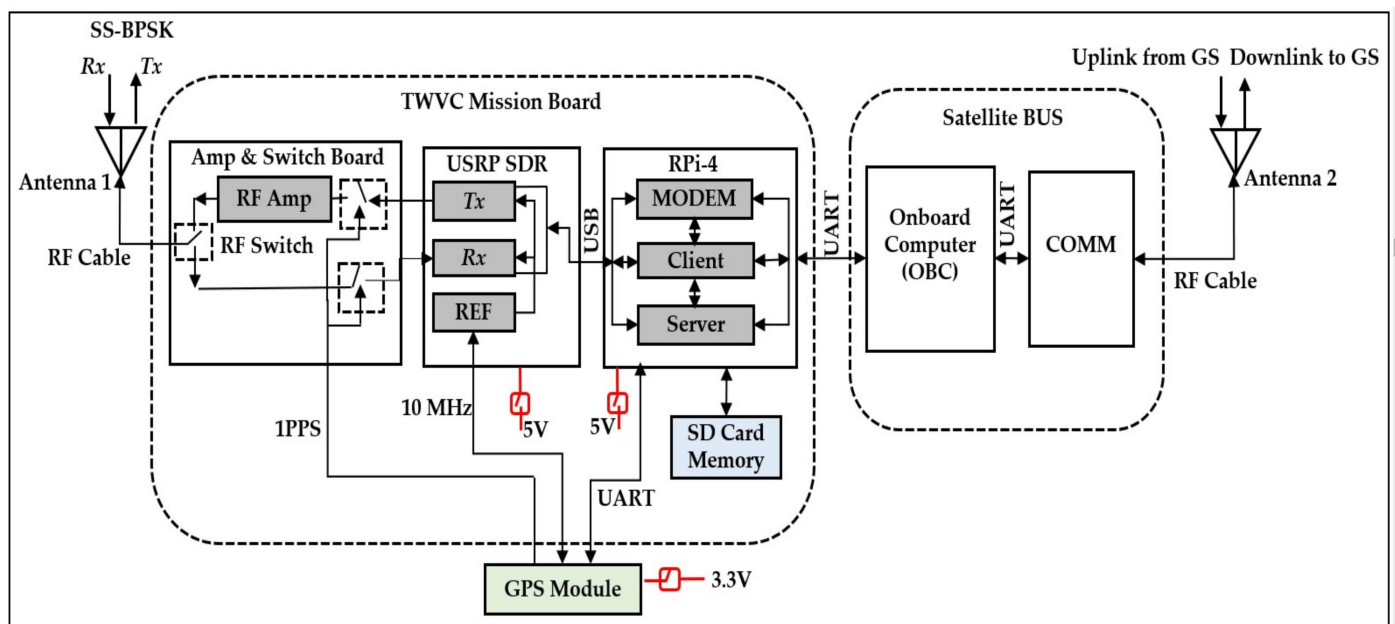 SS-BPSK
Rx Tx
Uplink from GS Downlink to GS
TWVC Mission Board
Satellite BUS
Amp & Switch Board
USRP SDR
RPi-4
Antenna 1
RF Amp
Tx
MODEM
Antenna 2
RF Switch
RF Cable
Rx
USB
Client
UART
Onboard
Computer
(OBC)
UART
COMM
RF Cable
REF
Server
10 MHz
1PPS
5V
5V
SD Card
Memory
UART
GPS Module
3.3V